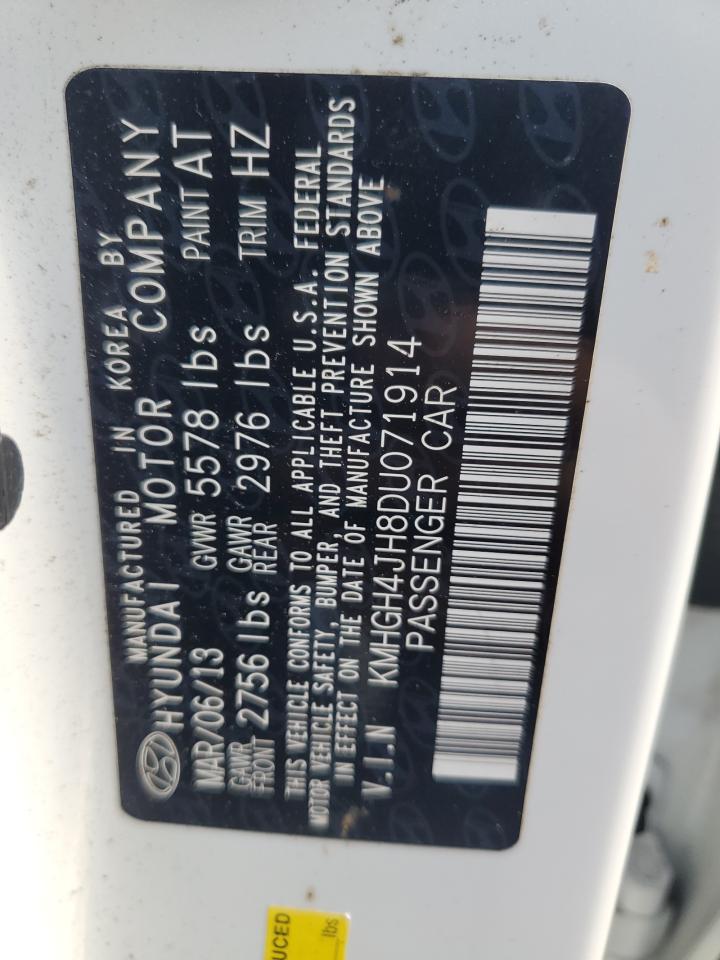 MANUFACTURED IN KOREA BY
HYUNDAI MOTOR COMPANY
MAR/06/13 GVWR 5578 lbs PAINT AT
GAWR FRONT 2756 lbs GAWR REAR 2976 lbs TRIM HZ
THIS VEHICLE CONFORMS TO ALL APPLICABLE U.S.A. FEDERAL
MOTOR VEHICLE SAFETY, BUMPER, AND THEFT PREVENTION STANDARDS
IN EFFECT ON THE DATE OF MANUFACTURE SHOWN ABOVE
V.I.N KMHGH4JH8DU071914
PASSENGER CAR
UCED
lbs